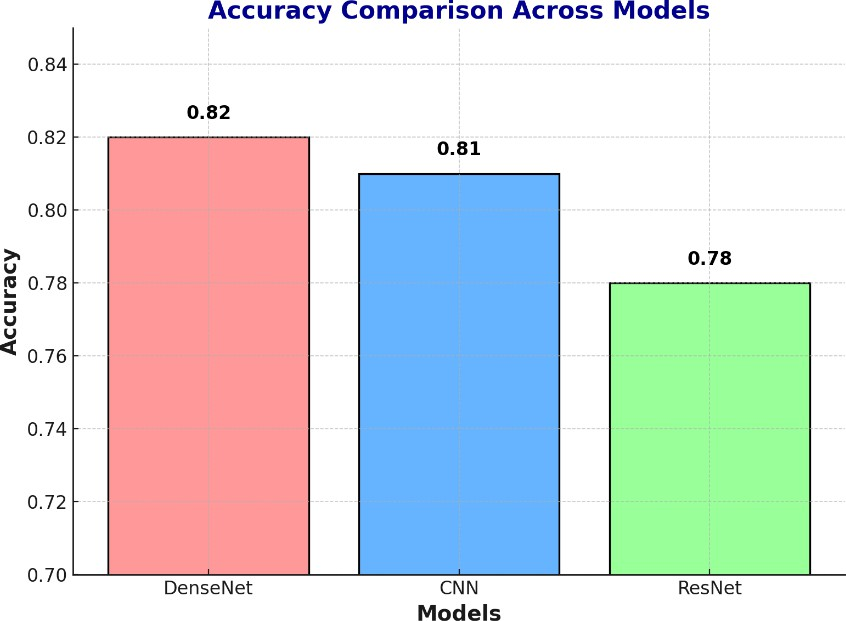 Accuracy Comparison Across Models
0.84
0.82
0.80
0.78
0.76
0.74
0.72
0.70
Accuracy
0.82
0.81
0.78
DenseNet
CNN
ResNet
Models